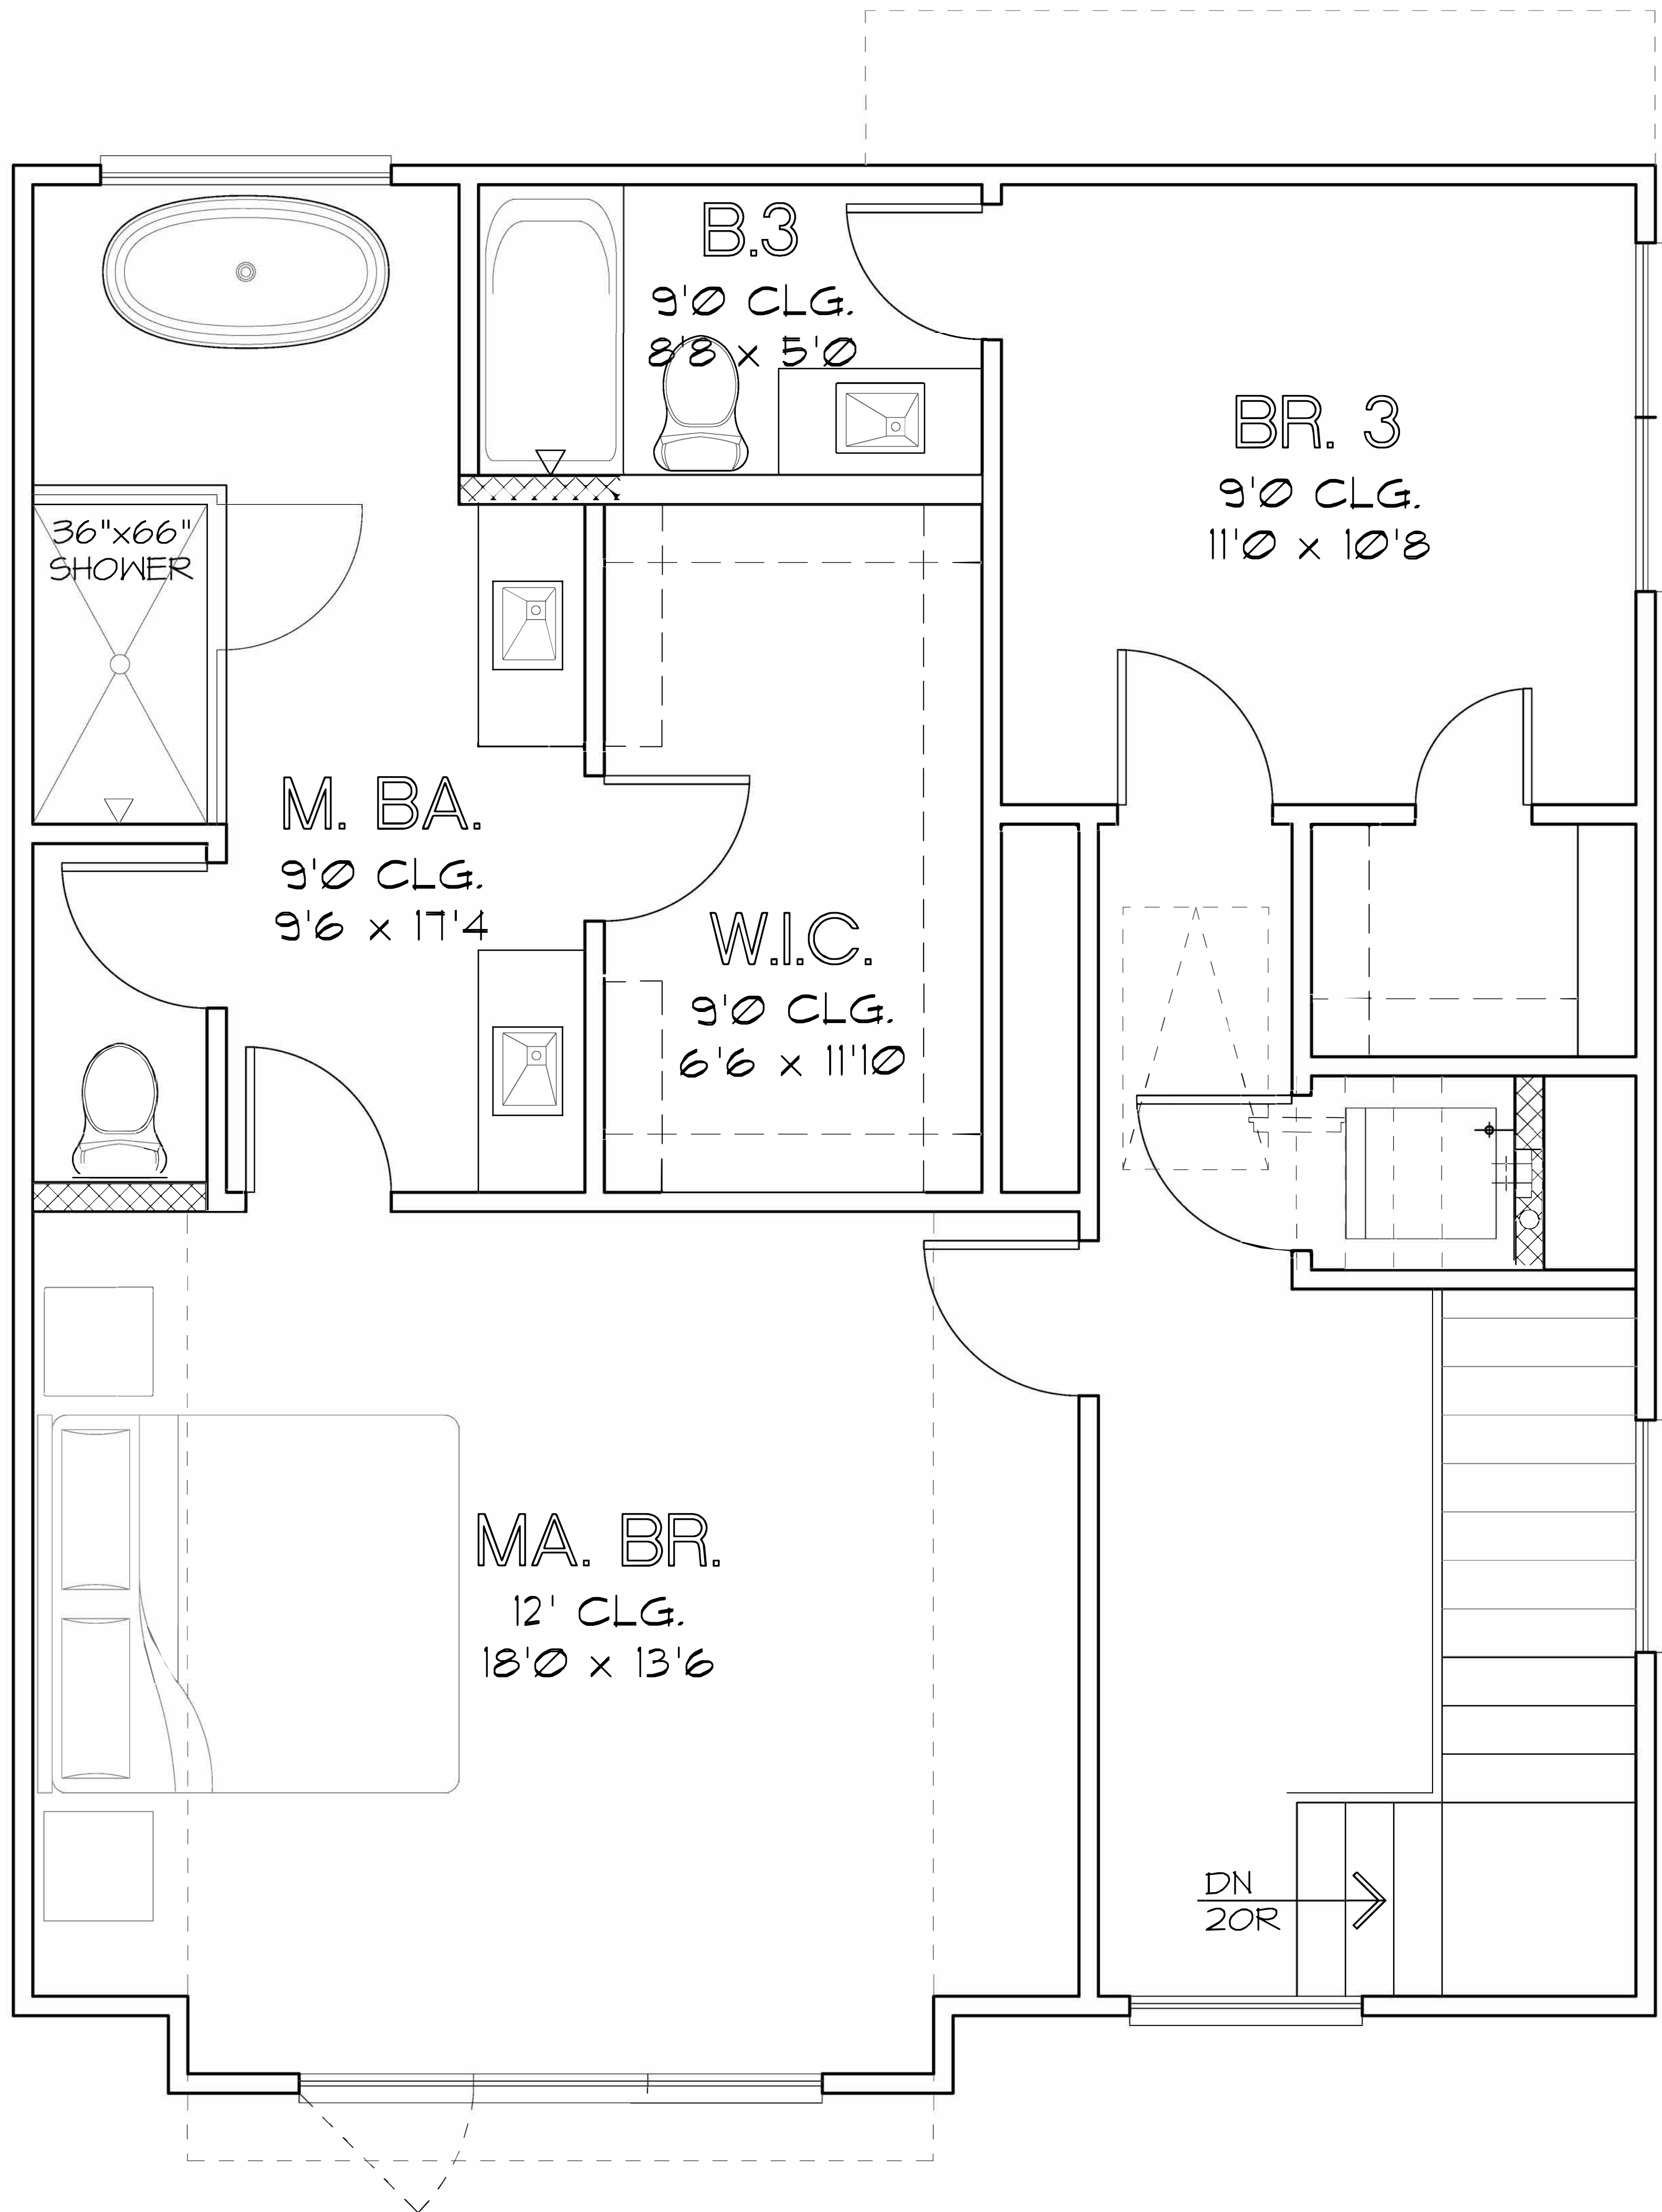 B.3
9'0 CLG.
8'8 x 5'0
BR. 3
9'0 CLG.
11'0 x 10'8
36"x66"
SHOWER
M. BA.
9'0 CLG.
9'6 x 17'4
W.I.C.
9'0 CLG.
6'6 x 11'10
MA. BR.
12' CLG.
18'0 x 13'6
DN
20R